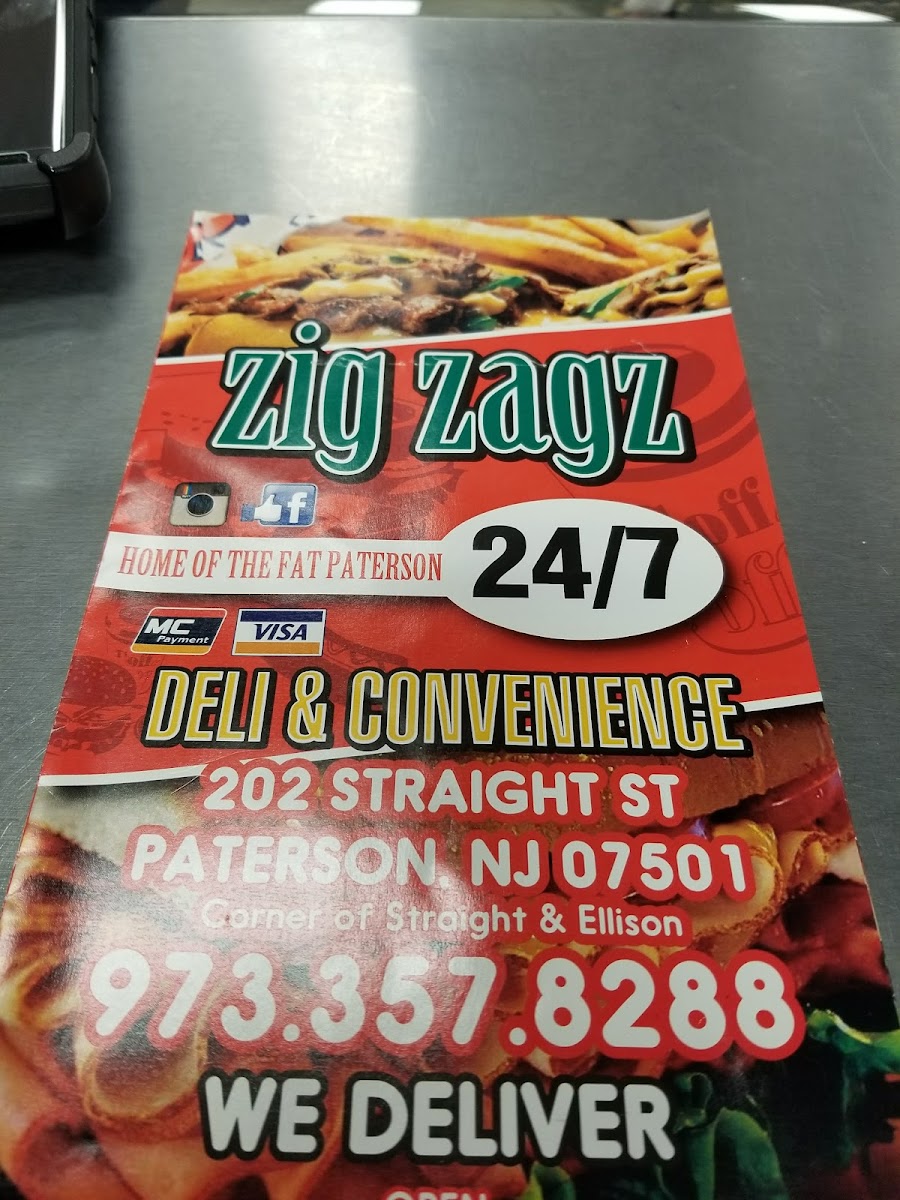 zig zagz
f
HOME OF THE FAT PATERSON
24/7
MC
Payment
VISA
DELI & CONVENIENCE
202 STRAIGHT ST
PATERSON, NJ 07501
Corner of Straight & Ellison
973.357.8288
WE DELIVER
OPEN